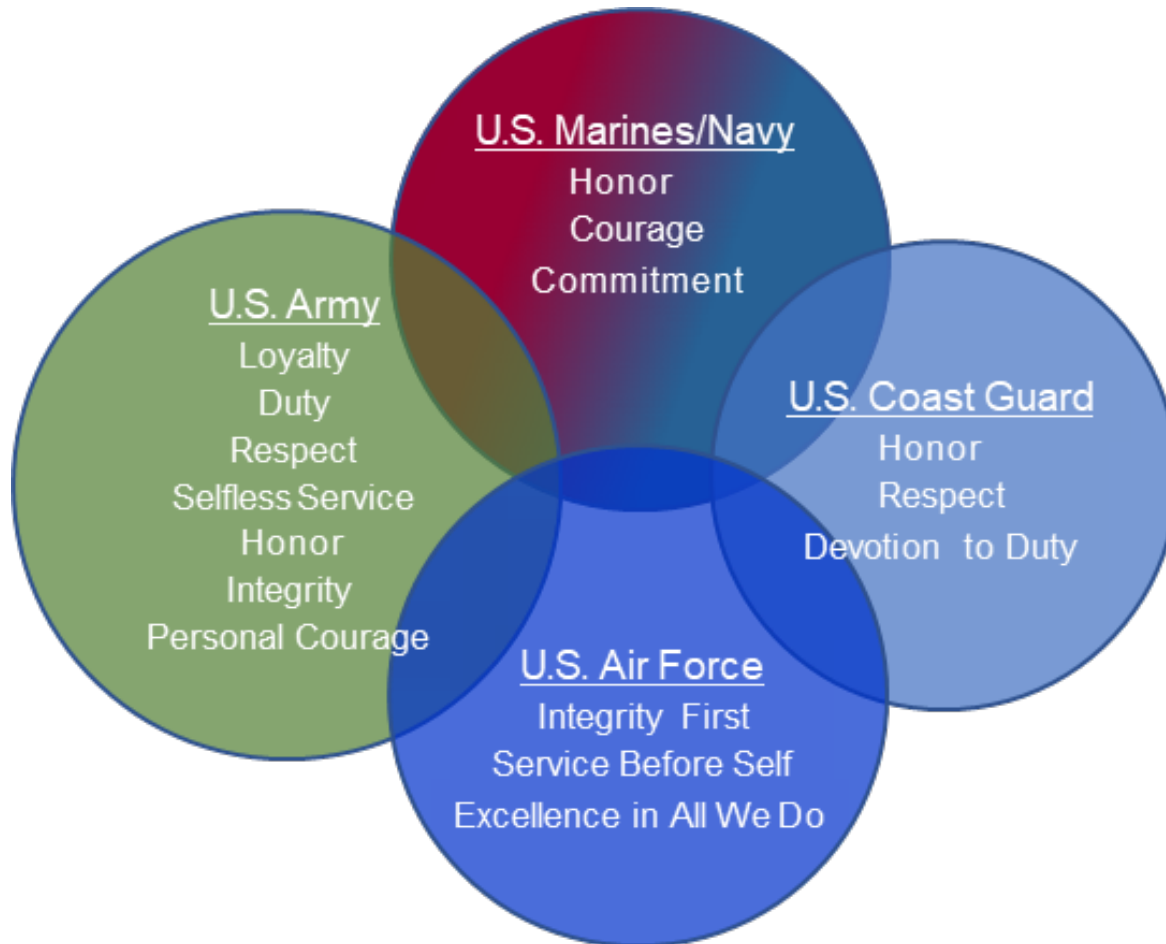 U.S. Marines/Navy
Honor
Courage
Commitment
U.S. Army
Loyalty
Duty
Respect
Selfless Service
Honor
Integrity
Personal Courage
U.S. Coast Guard
Honor
Respect
Devotion to Duty
U.S. Air Force
Integrity First
Service Before Self
Excellence in All We Do